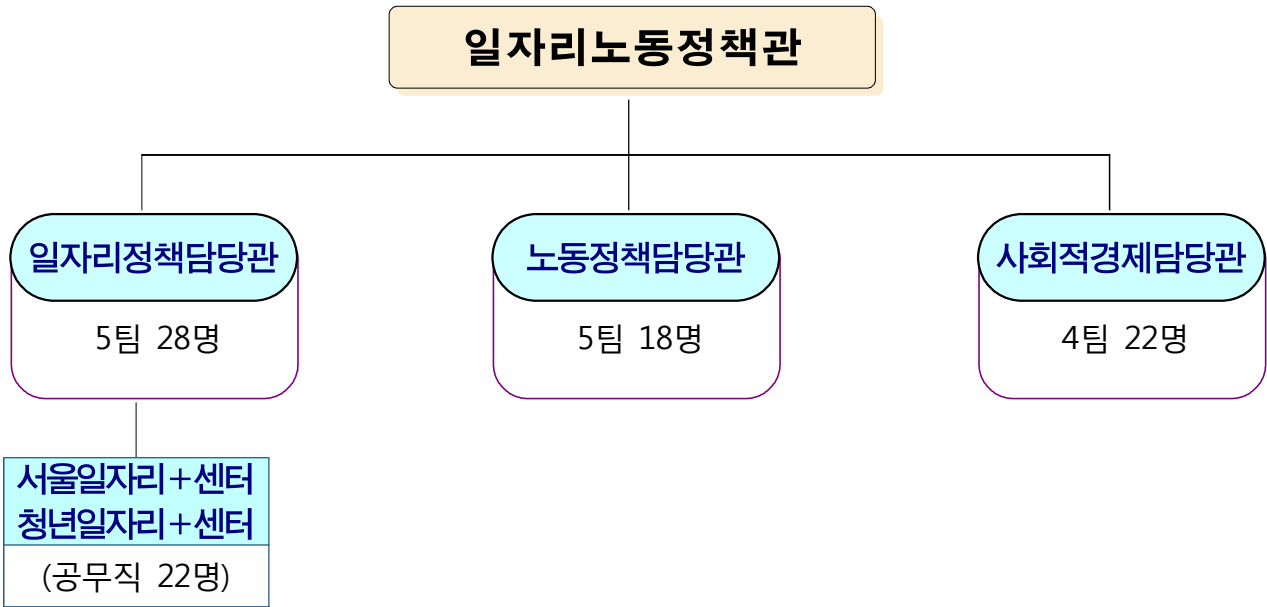 일자리노동정책관
일자리정책담당관
노동정책담당관
사회적경제담당관
5팀 28명
5팀 18명
4팀 22명
서울일자리+센터
청년일자리+센터
(공무직 22명)